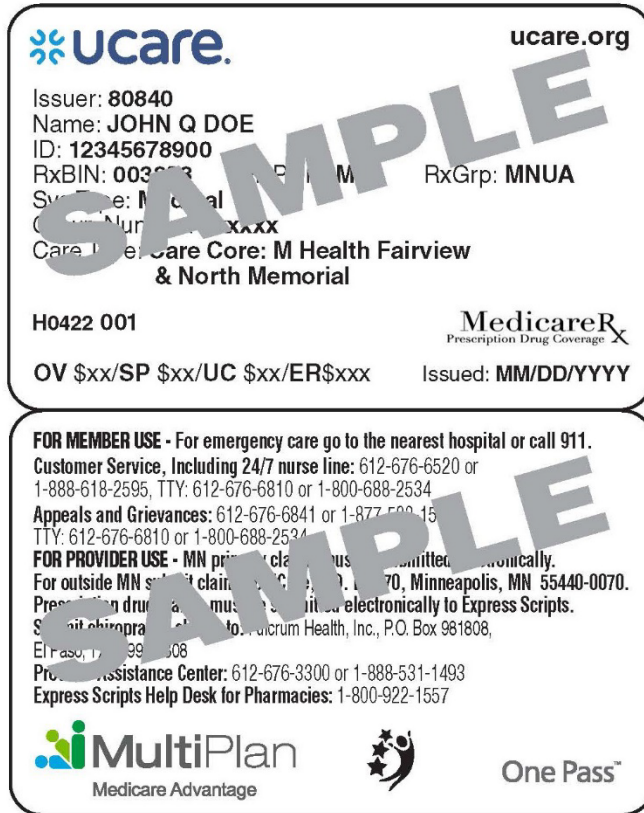 ucare.
ucare.org
Issuer: 80840
Name: JOHN Q DOE
ID: 12345678900
RxBIN: RxGrp: MNUA
xxxx
Care Core: M Health Fairview
& North Memorial
H0422 001
MedicareRx
Prescription Drug Coverage
OV $xx/SP $xx/UC $xx/ER$xxx
Issued: MM/DD/YYYY
SAMPLE
FOR MEMBER USE - For emergency care go to the nearest hospital or call 911.
Customer Service, Including 24/7 nurse line: 612-676-6520 or
1-888-618-2595, TTY: 612-676-6810 or 1-800-688-2534
Appeals and Grievances: 612-676-6841 or
TTY: 612-676-6810 or 1-800-688-2534
FOR PROVIDER USE - MN
For outside MN Minneapolis, MN 55440-0070.
electronically to Express Scripts.
Health, Inc., P.O. Box 981808,
El Paso,
Assistance Center: 612-676-3300 or 1-888-531-1493
Express Scripts Help Desk for Pharmacies: 1-800-922-1557
SAMPLE
MultiPlan
Medicare Advantage
One Pass™